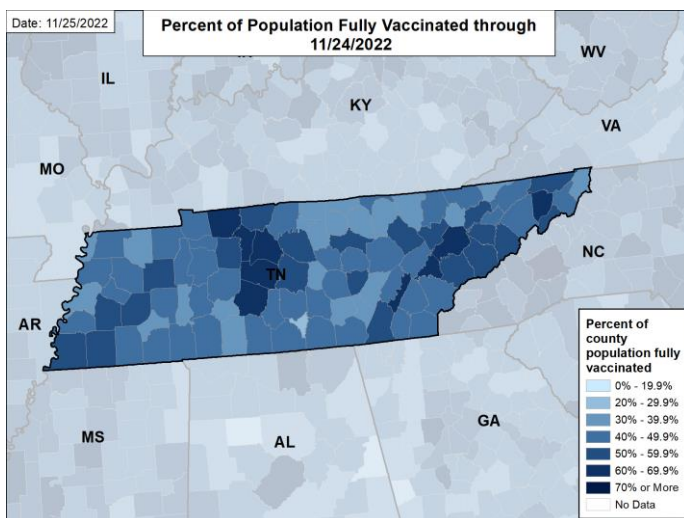 Date: 11/25/2022
Percent of Population Fully Vaccinated through
11/24/2022
WV
IL
KY
VA
MO
NC
TN
AR
MS
AL
GA
Percent of
county
population fully
vaccinated
0% - 19.9%
20% - 29.9%
30% - 39.9%
40% - 49.9%
50% - 59.9%
60% - 69.9%
70% or More
No Data